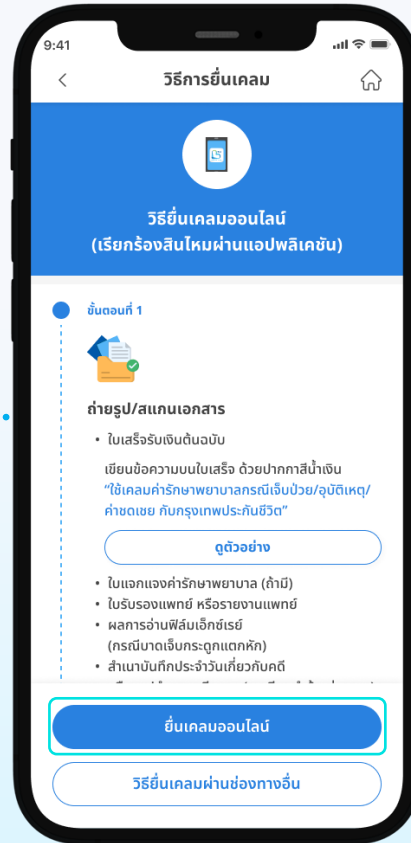 9:41
วิธีการยื่นเคลม
วิธียื่นเคลมออนไลน์
(เรียกร้องสินไหมผ่านแอปพลิเคชัน)
ขั้นตอนที่ 1
ถ่ายรูป/สแกนเอกสาร
• ใบเสร็จรับเงินต้นฉบับ
เขียนข้อความบนใบเสร็จ ด้วยปากกาสีน้ำเงิน
“ใช้เคลมค่ารักษาพยาบาลกรณีเจ็บป่วย/อุบัติเหตุ/
ค่าชดเชย กับกรุงเทพประกันชีวิต”
ดูตัวอย่าง
• ใบแจกแจงค่ารักษาพยาบาล (ถ้ามี)
• ใบรับรองแพทย์ หรือรายงานแพทย์
• ผลการอ่านฟิล์มเอ็กซ์เรย์
(กรณีบาดเจ็บกระดูกแตกหัก)
• สำเนาบันทึกประจำวันเกี่ยวกับคดี
ยื่นเคลมออนไลน์
วิธียื่นเคลมผ่านช่องทางอื่น